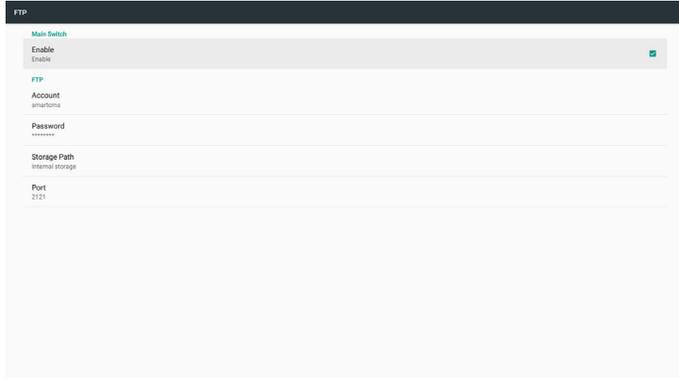 FTP
Main Switch
Enable
Enable
FTP
Account
smartcms
Password
********
Storage Path
Internal storage
Port
2121